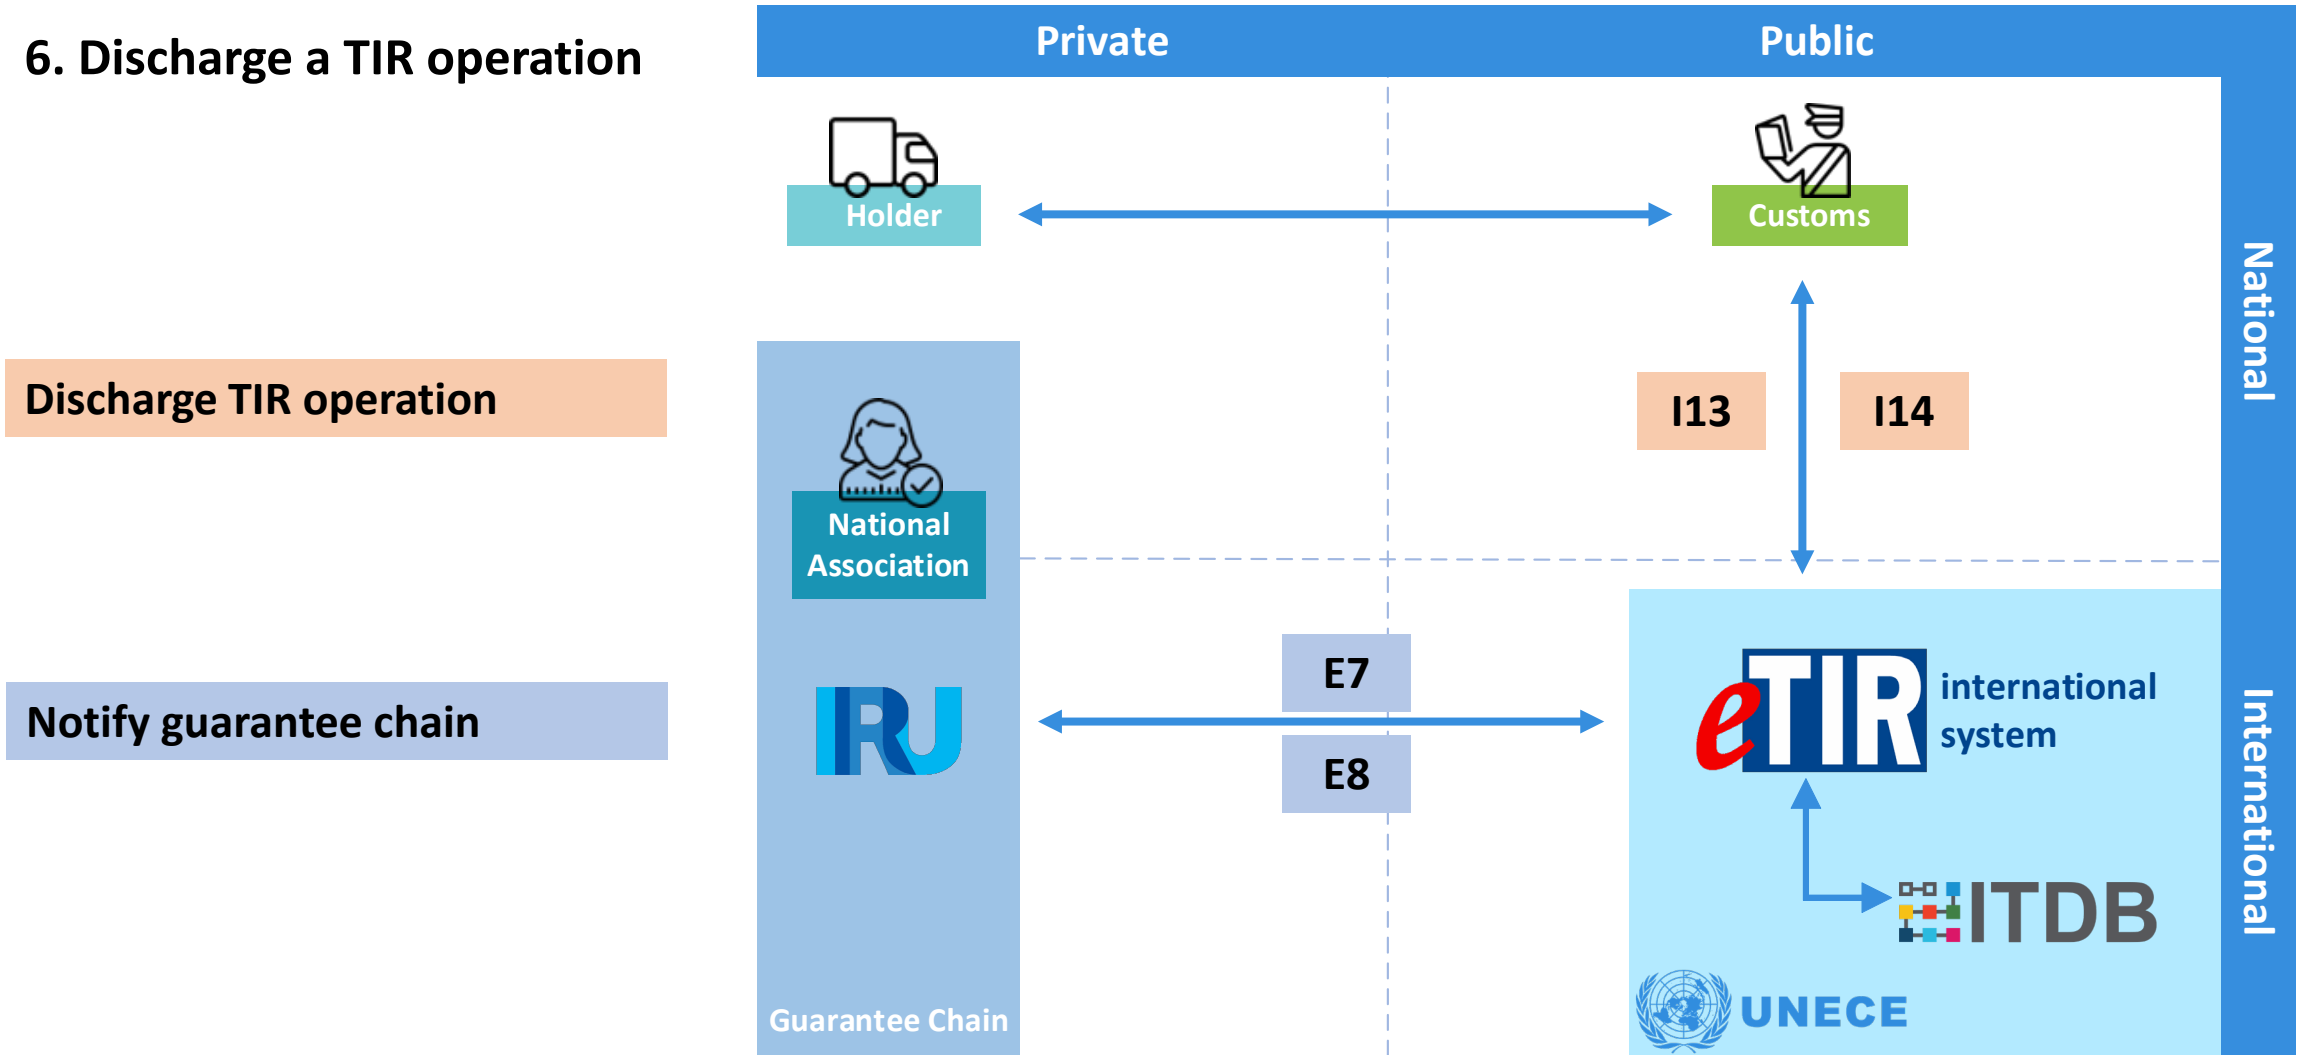 6. Discharge a TIR operation
Private
Public
Holder
Customs
National
Discharge TIR operation
I13
I14
National
Association
E7
Notify guarantee chain
IRU
E8
eTIR
international
system
International
ITDB
Guarantee Chain
UNECE